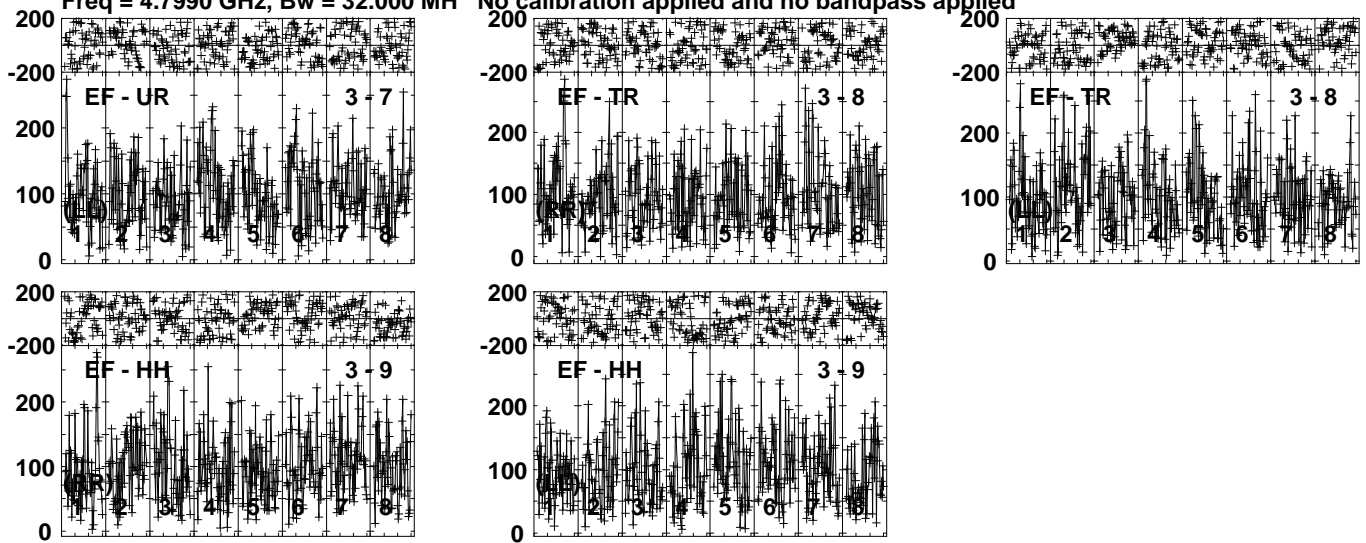 Freq = 4.7990 GHz, Bw = 32.000 MH No calibration applied and no bandpass applied
200 200 200
-200 -200 -200
EF - UR 3 - 7 EF - TR 3 - 8 EF - TR 3 - 8
200 200 200
100 100 100
(LL) (RR) (LL)
1 2 3 4 5 6 7 8 1 2 3 4 5 6 7 8 1 2 3 4 5 6 7 8
0 0 0
200 200
-200 -200
EF - HH 3 - 9 EF - HH 3 - 9
200 200
100 100
(RR) (LL)
1 2 3 4 5 6 7 8 1 2 3 4 5 6 7 8
0 0